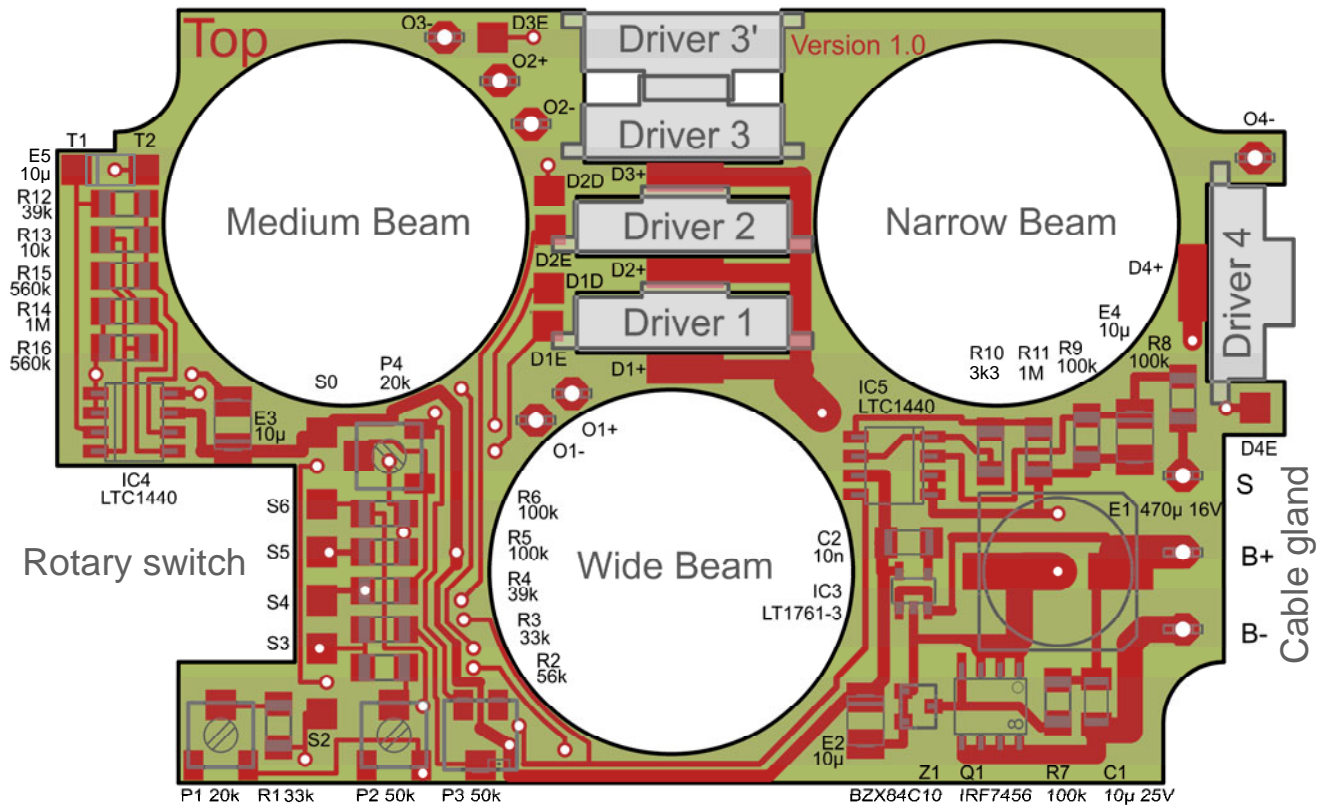 Top
O3-
D3E
Driver 3'
Version 1.0
O2+
O2-
Driver 3
O4-
T1
T2
E5
10µ
R12
39k
R13
10k
R15
560k
R14
1M
R16
560k
Medium Beam
D3+
D2D
Driver 2
D2E
D2+
D1D
Driver 1
D1E
D1+
Narrow Beam
D4+
Driver 4
E4
10µ
R10
3k3
R11
1M
R9
100k
R8
100k
S0
P4
20k
E3
10µ
IC4
LTC1440
O1+
O1-
IC5
LTC1440
D4E
S
E1 470µ 16V
B+
B-
Cable gland
Rotary switch
S6
S5
S4
S3
S2
R6
100k
R5
100k
R4
39k
R3
33k
R2
56k
Wide Beam
C2
10n
IC3
LT1761-3
8
E2
10µ
Z1
Q1
R7
C1
P1 20k
R1 33k
P2 50k
P3 50k
BZX84C10
IRF7456
100k
10µ 25V